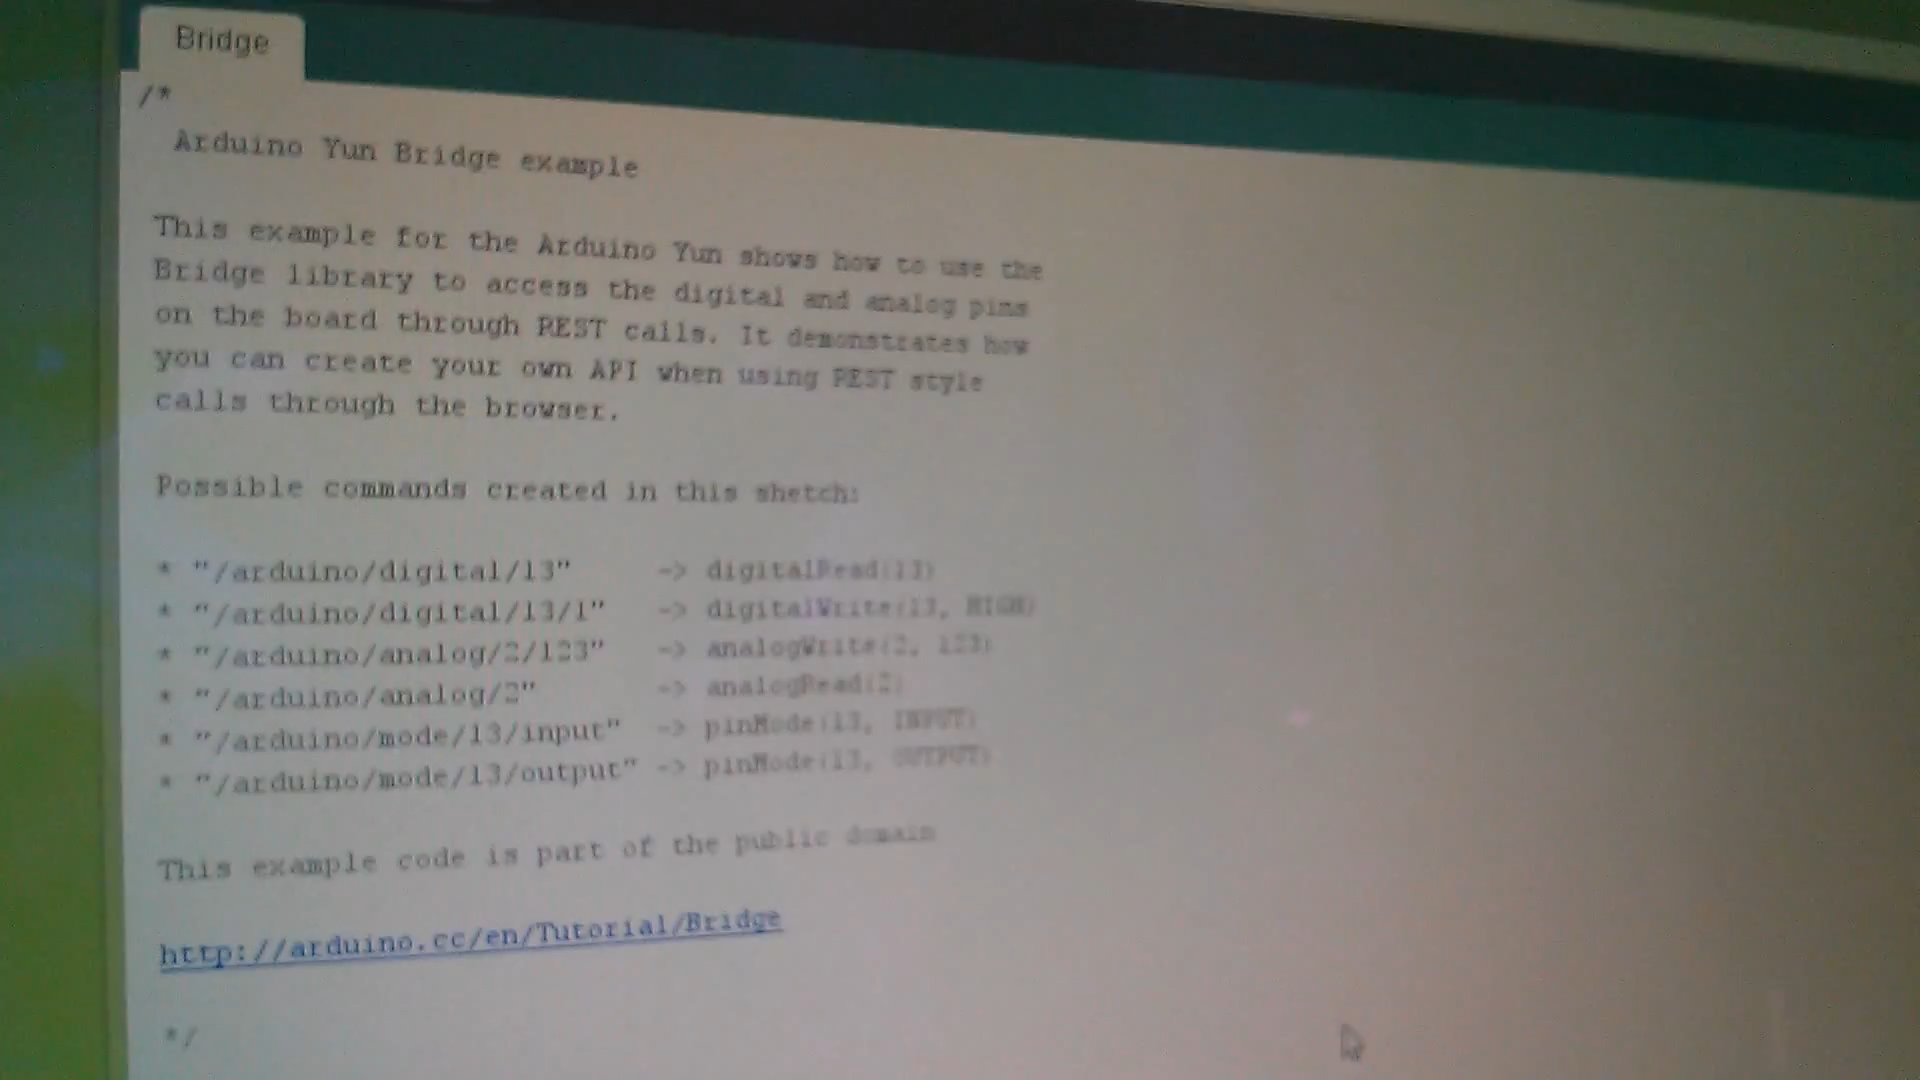 Bridge
/*
Arduino Yun Bridge example
This example for the Arduino Yun shows how to use the
Bridge library to access the digital and analog pins
on the board through REST calls. It demonstrates how
you can create your own API when using REST style
calls through the browser.
Possible commands created in this shetch:
* "/arduino/digital/13" -> digitalRead(13)
* "/arduino/digital/13/1" -> digitalWrite(13, HIGH)
* "/arduino/analog/2/123" -> analogWrite(2, 123)
* "/arduino/analog/2" -> analogRead(2)
* "/arduino/mode/13/input" -> pinMode(13, INPUT)
* "/arduino/mode/13/output" -> pinMode(13, OUTPUT)
This example code is part of the public domain
http://arduino.cc/en/Tutorial/Bridge
*/